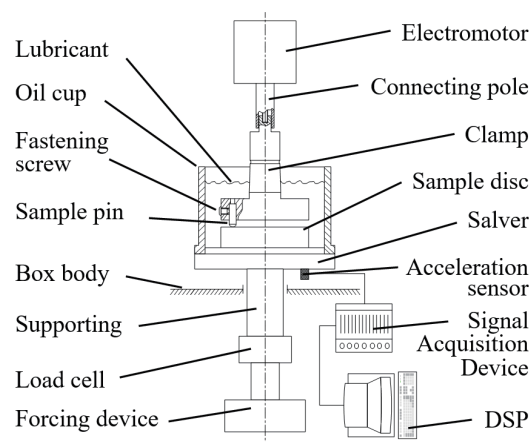 Lubricant
Oil cup
Fastening
screw
Sample pin
Box body
Supporting
Load cell
Forcing device
Electromotor
Connecting pole
Clamp
Sample disc
Salver
Acceleration
sensor
Signal
Acquisition
Device
DSP